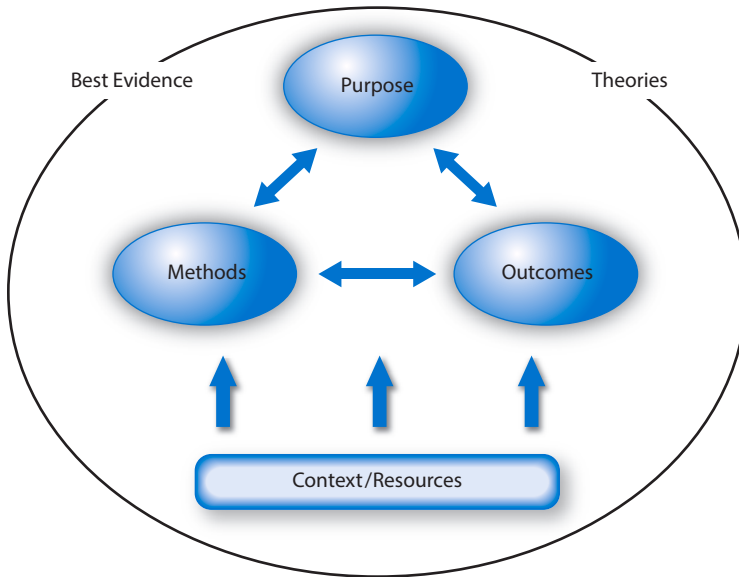 Best Evidence
Purpose
Theories
Methods
Outcomes
Context/Resources